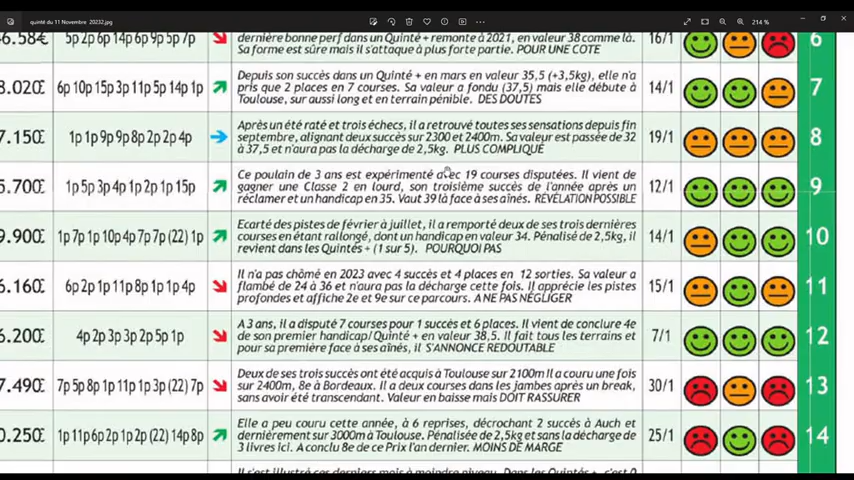 quinté du 11 Novembre 20232.jpg
214 %
46.58€ 5p 2p 6p 14p 6p 9p 5p 7p dernière bonne perf dans un Quinté + remonte à 2021, en valeur 38 comme là. 16/1 6
Sa forme est sûre mais il s'attaque à plus forte partie. POUR UNE COTE
Depuis son succès dans un Quinté + en mars en valeur 35,5 (+3,5kg), elle n'a
8.020€ 6p 10p 15p 3p 11p 5p 14p 1p pris que 2 places en 7 courses. Sa valeur a fondu (37,5) mais elle débute à 14/1 7
Toulouse, sur aussi long et en terrain pénible. DES DOUTES
Après un été raté et trois échecs, il a retrouvé toutes ses sensations depuis fin
7.150€ 1p 1p 9p 9p 8p 2p 2p 4p septembre, alignant deux succès sur 2300 et 2400m. Sa valeur est passée de 32 19/1 8
à 37,5 et n'aura pas la décharge de 2,5kg. PLUS COMPLIQUÉ
Ce poulain de 3 ans est expérimenté avec 19 courses disputées. Il vient de
5.700€ 1p 5p 3p 4p 1p 2p 1p 15p gagner une Classe 2 en lourd, son troisième succès de l'année après un 12/1 9
réclamer et un handicap en 35. Vaut 39 là face à ses aînés. RÉVÉLATION POSSIBLE
Ecarté des pistes de février à juillet, il a remporté deux de ses trois dernières
9.900€ 1p 7p 1p 10p 4p 7p 7p (22) 1p courses en étant rallongé, dont un handicap en valeur 34. Pénalisé de 2,5kg, il 14/1 10
revient dans les Quintés + (1 sur 5). POURQUOI PAS
Il n'a pas chômé en 2023 avec 4 succès et 4 places en 12 sorties. Sa valeur a
6.160€ 6p 2p 1p 11p 8p 1p 1p 4p flambé de 24 à 36 et n'aura pas la décharge cette fois. Il apprécie les pistes 15/1 11
profondes et affiche 2e et 9e sur ce parcours. A NE PAS NÉGLIGER
A 3 ans, il a disputé 7 courses pour 1 succès et 6 places. Il vient de conclure 4e
6.200€ 4p 2p 3p 3p 2p 5p 1p de son premier handicap/Quinté + en valeur 38,5. Il fait tous les terrains et 7/1 12
pour sa première face à ses aînés, il S'ANNONCE REDOUTABLE
Deux de ses trois succès ont été acquis à Toulouse sur 2100m Il a couru une fois
7.490€ 7p 5p 8p 1p 11p 1p 3p (22) 7p sur 2400m, 8e à Bordeaux. Il a deux courses dans les jambes après un break, 30/1 13
sans avoir été transcendant. Valeur en baisse mais DOIT RASSURER
Elle a peu couru cette année, à 6 reprises, décrochant 2 succès à Auch et
0.250€ 1p 11p 6p 2p 1p 2p (22) 14p 8p dernièrement sur 3000m à Toulouse. Pénalisée de 2,5kg et sans la décharge de 25/1 14
3 livres ici. A conclu 8e de ce Prix l'an dernier. MOINS DE MARGE